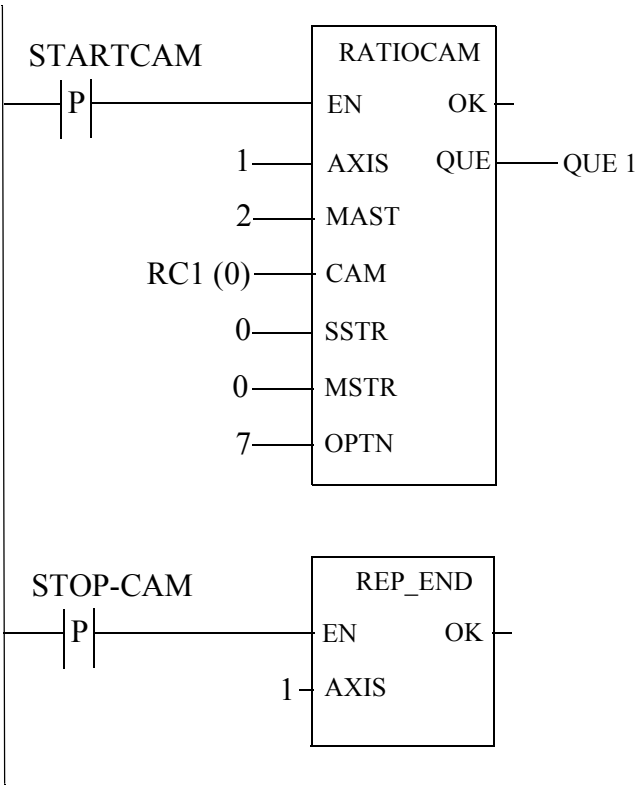 STARTCAM
RATIOCAM
P
EN OK
1 AXIS QUE QUE 1
2 MAST
RC1 (0) CAM
0 SSTR
0 MSTR
7 OPTN
STOP-CAM
REP_END
P
EN OK
1 AXIS